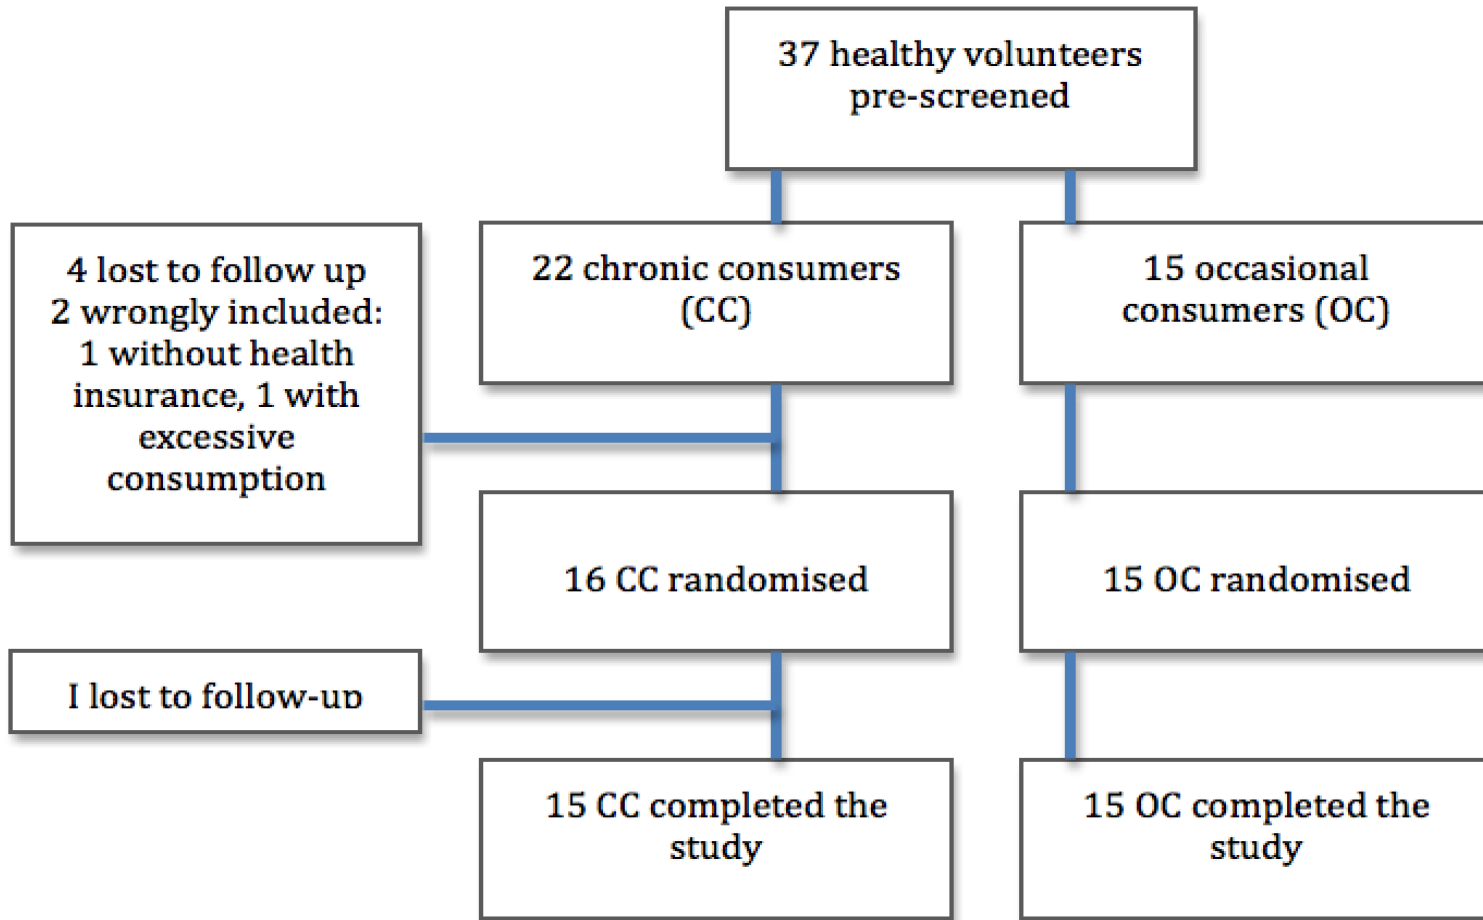 37 healthy volunteers
pre-screened
4 lost to follow up
2 wrongly included:
1 without health
insurance, 1 with
excessive
consumption
22 chronic consumers
(CC)
15 occasional
consumers (OC)
16 CC randomised
15 OC randomised
I lost to follow-up
15 CC completed the
study
15 OC completed the
study